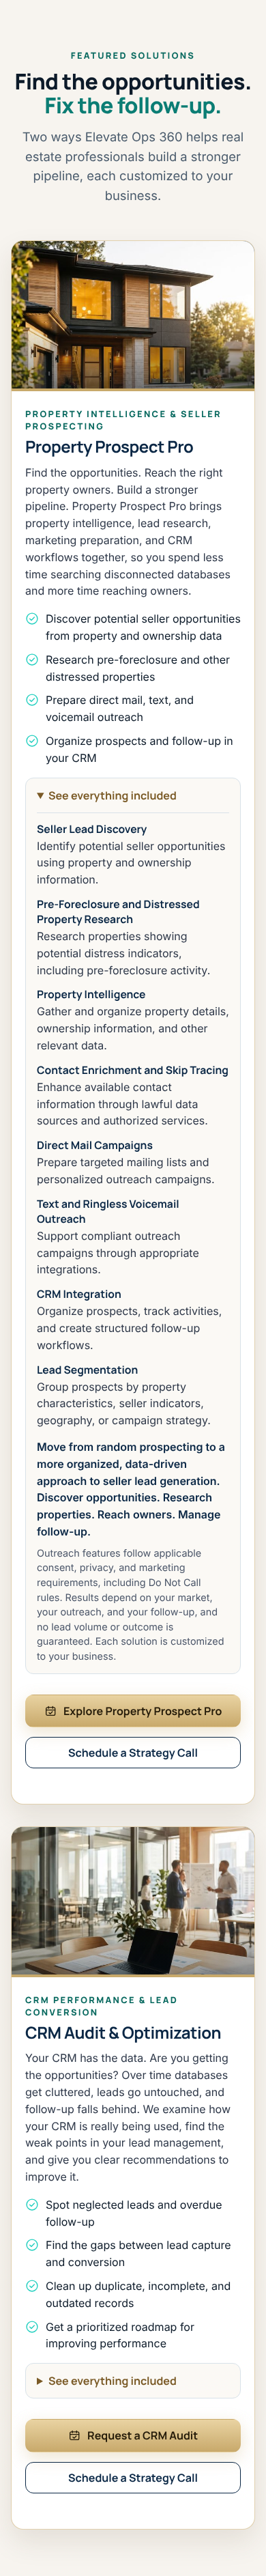 FEATURED SOLUTIONS
Find the opportunities.
Fix the follow-up.
Two ways Elevate Ops 360 helps real
estate professionals build a stronger
pipeline, each customized to your
business.
PROPERTY INTELLIGENCE & SELLER
PROSPECTING
Property Prospect Pro
Find the opportunities. Reach the right
property owners. Build a stronger
pipeline. Property Prospect Pro brings
property intelligence, lead research,
marketing preparation, and CRM
workflows together, so you spend less
time searching disconnected databases
and more time reaching owners.
Discover potential seller opportunities
from property and ownership data
Research pre-foreclosure and other
distressed properties
Prepare direct mail, text, and
voicemail outreach
Organize prospects and follow-up in
your CRM
▼ See everything included
Seller Lead Discovery
Identify potential seller opportunities
using property and ownership
information.
Pre-Foreclosure and Distressed
Property Research
Research properties showing
potential distress indicators,
including pre-foreclosure activity.
Property Intelligence
Gather and organize property details,
ownership information, and other
relevant data.
Contact Enrichment and Skip Tracing
Enhance available contact
information through lawful data
sources and authorized services.
Direct Mail Campaigns
Prepare targeted mailing lists and
personalized outreach campaigns.
Text and Ringless Voicemail
Outreach
Support compliant outreach
campaigns through appropriate
integrations.
CRM Integration
Organize prospects, track activities,
and create structured follow-up
workflows.
Lead Segmentation
Group prospects by property
characteristics, seller indicators,
geography, or campaign strategy.
Move from random prospecting to a
more organized, data-driven
approach to seller lead generation.
Discover opportunities. Research
properties. Reach owners. Manage
follow-up.
Outreach features follow applicable
consent, privacy, and marketing
requirements, including Do Not Call
rules. Results depend on your market,
your outreach, and your follow-up, and
no lead volume or outcome is
guaranteed. Each solution is customized
to your business.
Explore Property Prospect Pro
Schedule a Strategy Call
CRM PERFORMANCE & LEAD
CONVERSION
CRM Audit & Optimization
Your CRM has the data. Are you getting
the opportunities? Over time databases
get cluttered, leads go untouched, and
follow-up falls behind. We examine how
your CRM is really being used, find the
weak points in your lead management,
and give you clear recommendations to
improve it.
Spot neglected leads and overdue
follow-up
Find the gaps between lead capture
and conversion
Clean up duplicate, incomplete, and
outdated records
Get a prioritized roadmap for
improving performance
▶ See everything included
Request a CRM Audit
Schedule a Strategy Call